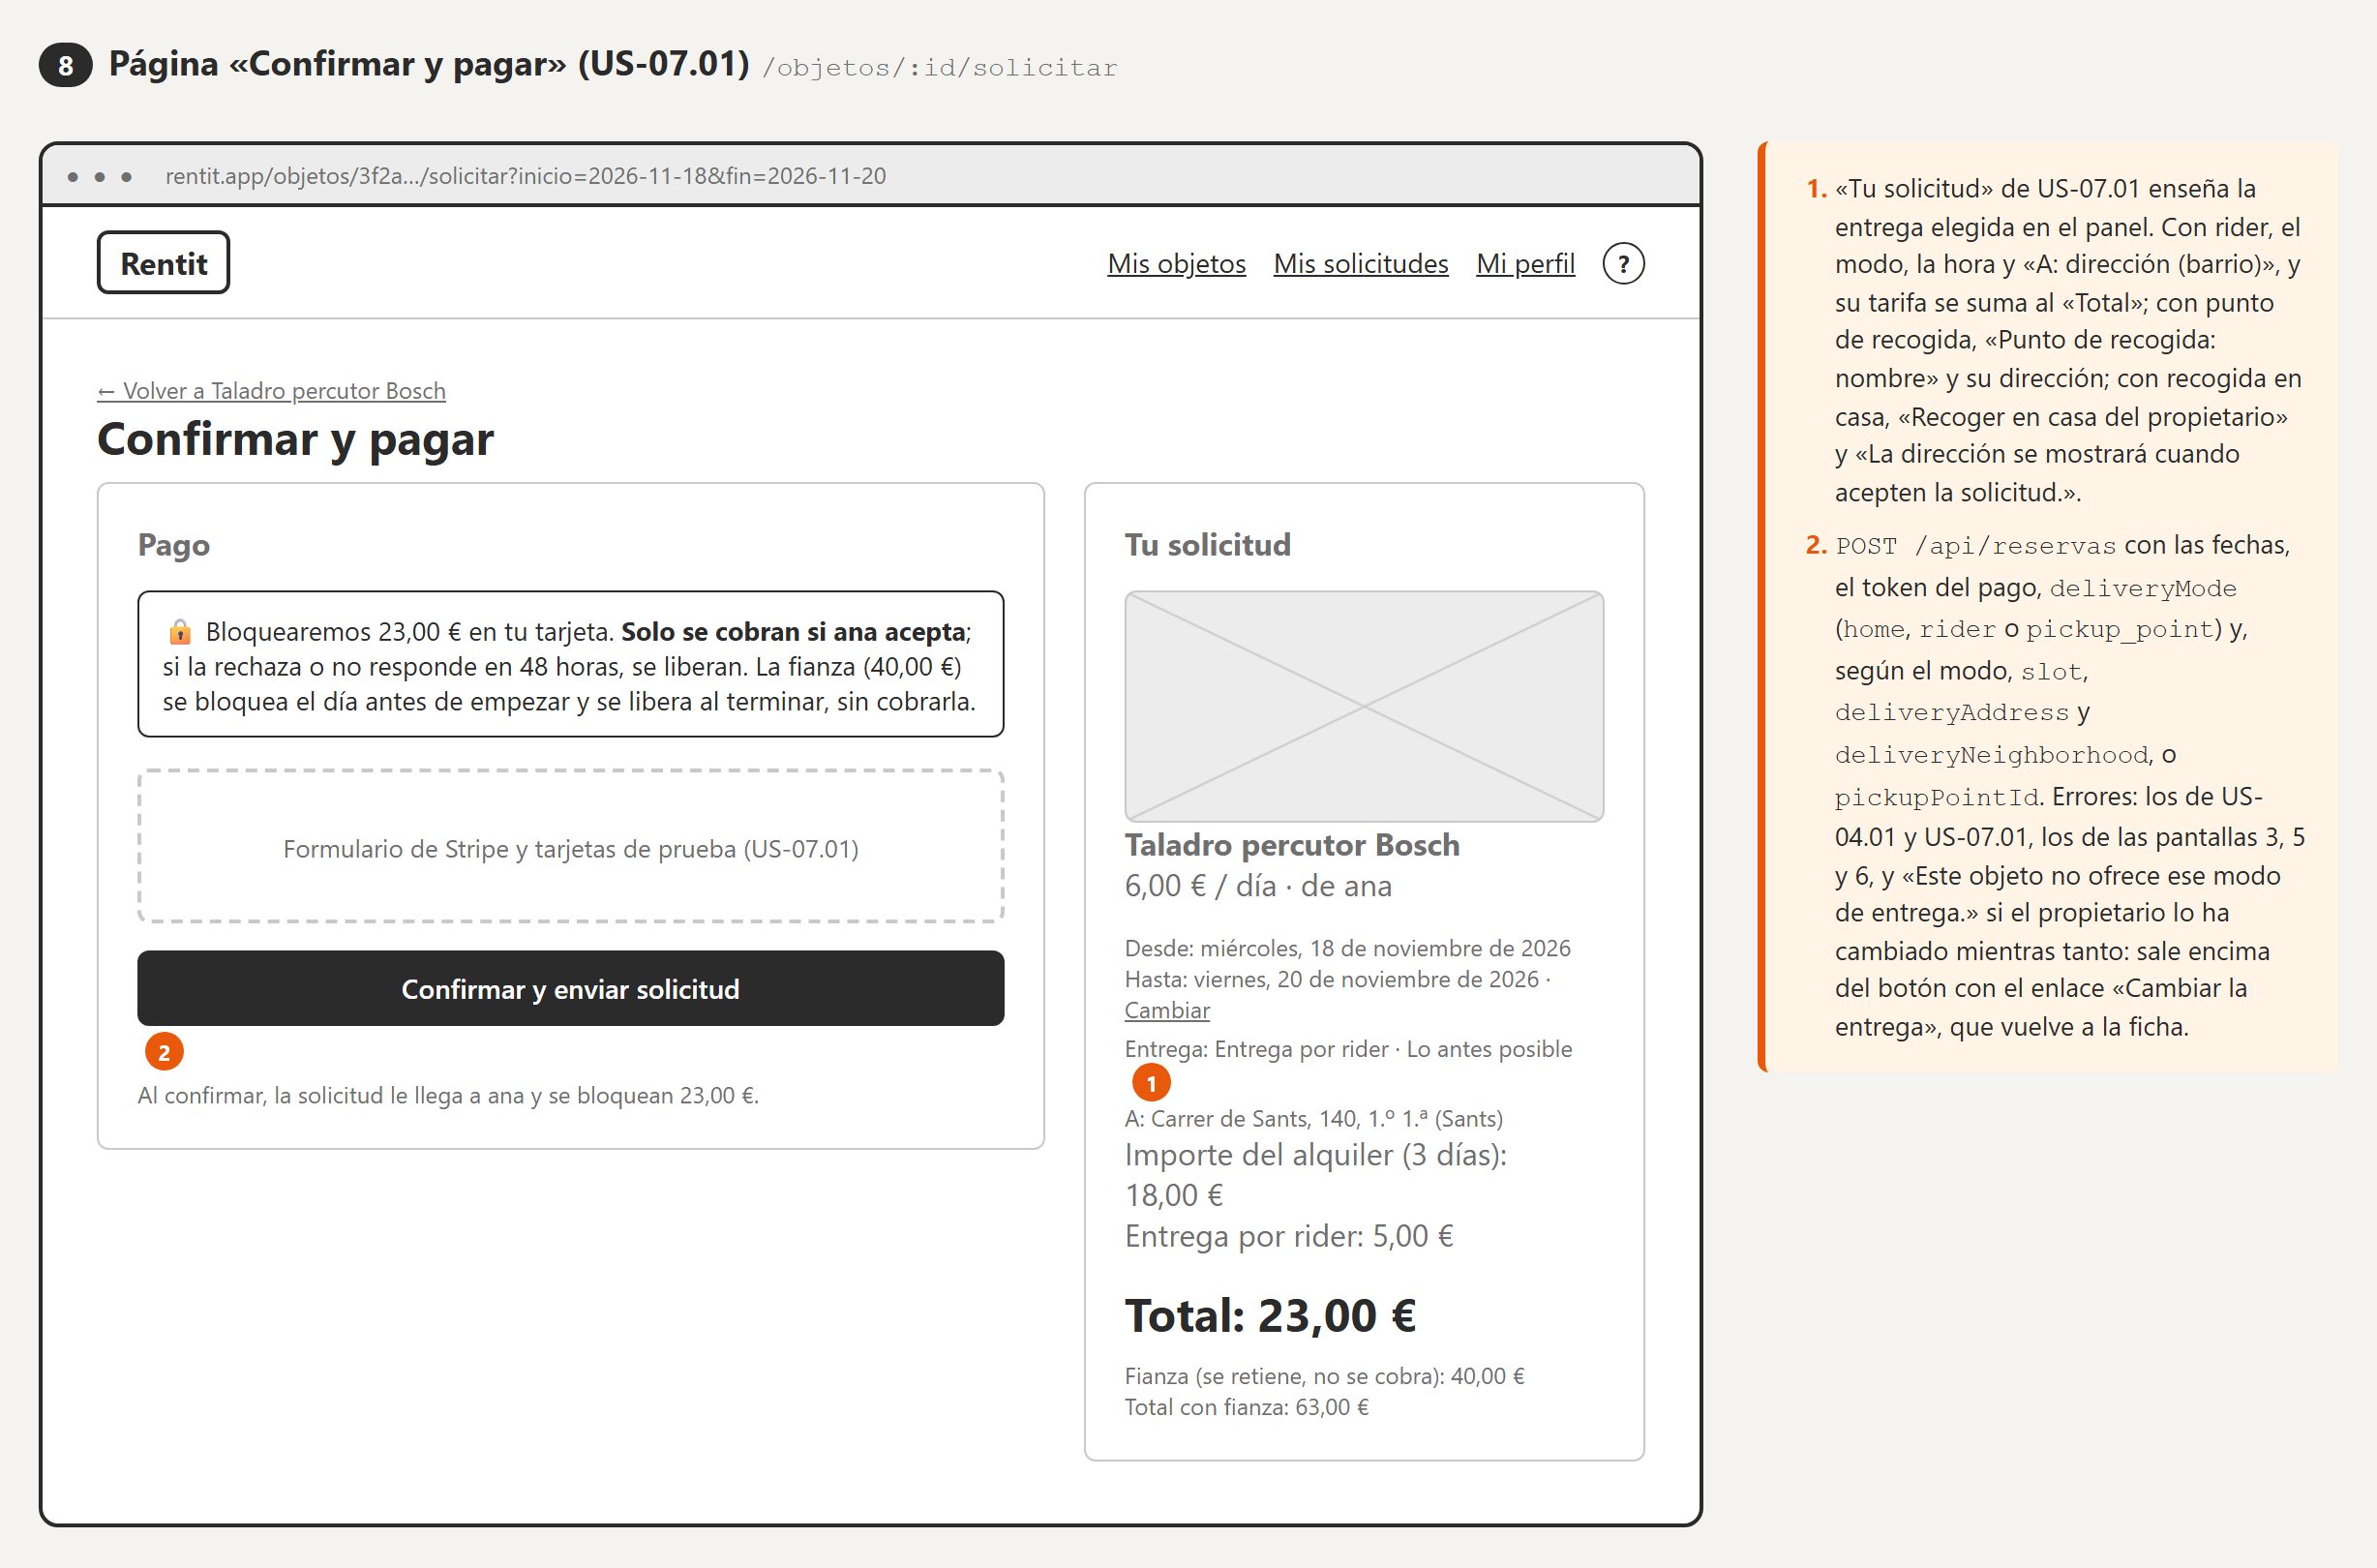 8 Página «Confirmar y pagar» (US-07.01) /objetos/:id/solicitar
rentit.app/objetos/3f2a.../solicitar?inicio=2026-11-18&fin=2026-11-20
Rentit
Mis objetos Mis solicitudes Mi perfil ?
← Volver a Taladro percutor Bosch
Confirmar y pagar
Pago
🔒 Bloquearemos 23,00 € en tu tarjeta. Solo se cobran si ana acepta;
si la rechaza o no responde en 48 horas, se liberan. La fianza (40,00 €)
se bloquea el día antes de empezar y se libera al terminar, sin cobrarla.
Formulario de Stripe y tarjetas de prueba (US-07.01)
Confirmar y enviar solicitud
2
Al confirmar, la solicitud le llega a ana y se bloquean 23,00 €.
Tu solicitud
Taladro percutor Bosch
6,00 € / día · de ana
Desde: miércoles, 18 de noviembre de 2026
Hasta: viernes, 20 de noviembre de 2026 ·
Cambiar
Entrega: Entrega por rider · Lo antes posible
1
A: Carrer de Sants, 140, 1.º 1.ª (Sants)
Importe del alquiler (3 días):
18,00 €
Entrega por rider: 5,00 €
Total: 23,00 €
Fianza (se retiene, no se cobra): 40,00 €
Total con fianza: 63,00 €
1. «Tu solicitud» de US-07.01 enseña la
entrega elegida en el panel. Con rider, el
modo, la hora y «A: dirección (barrio)», y
su tarifa se suma al «Total»; con punto
de recogida, «Punto de recogida:
nombre» y su dirección; con recogida en
casa, «Recoger en casa del propietario»
y «La dirección se mostrará cuando
acepten la solicitud.».
2. POST /api/reservas con las fechas,
el token del pago, deliveryMode
(home, rider o pickup_point) y,
según el modo, slot,
deliveryAddress y
deliveryNeighborhood, o
pickupPointId. Errores: los de US-
04.01 y US-07.01, los de las pantallas 3, 5
y 6, y «Este objeto no ofrece ese modo
de entrega.» si el propietario lo ha
cambiado mientras tanto: sale encima
del botón con el enlace «Cambiar la
entrega», que vuelve a la ficha.